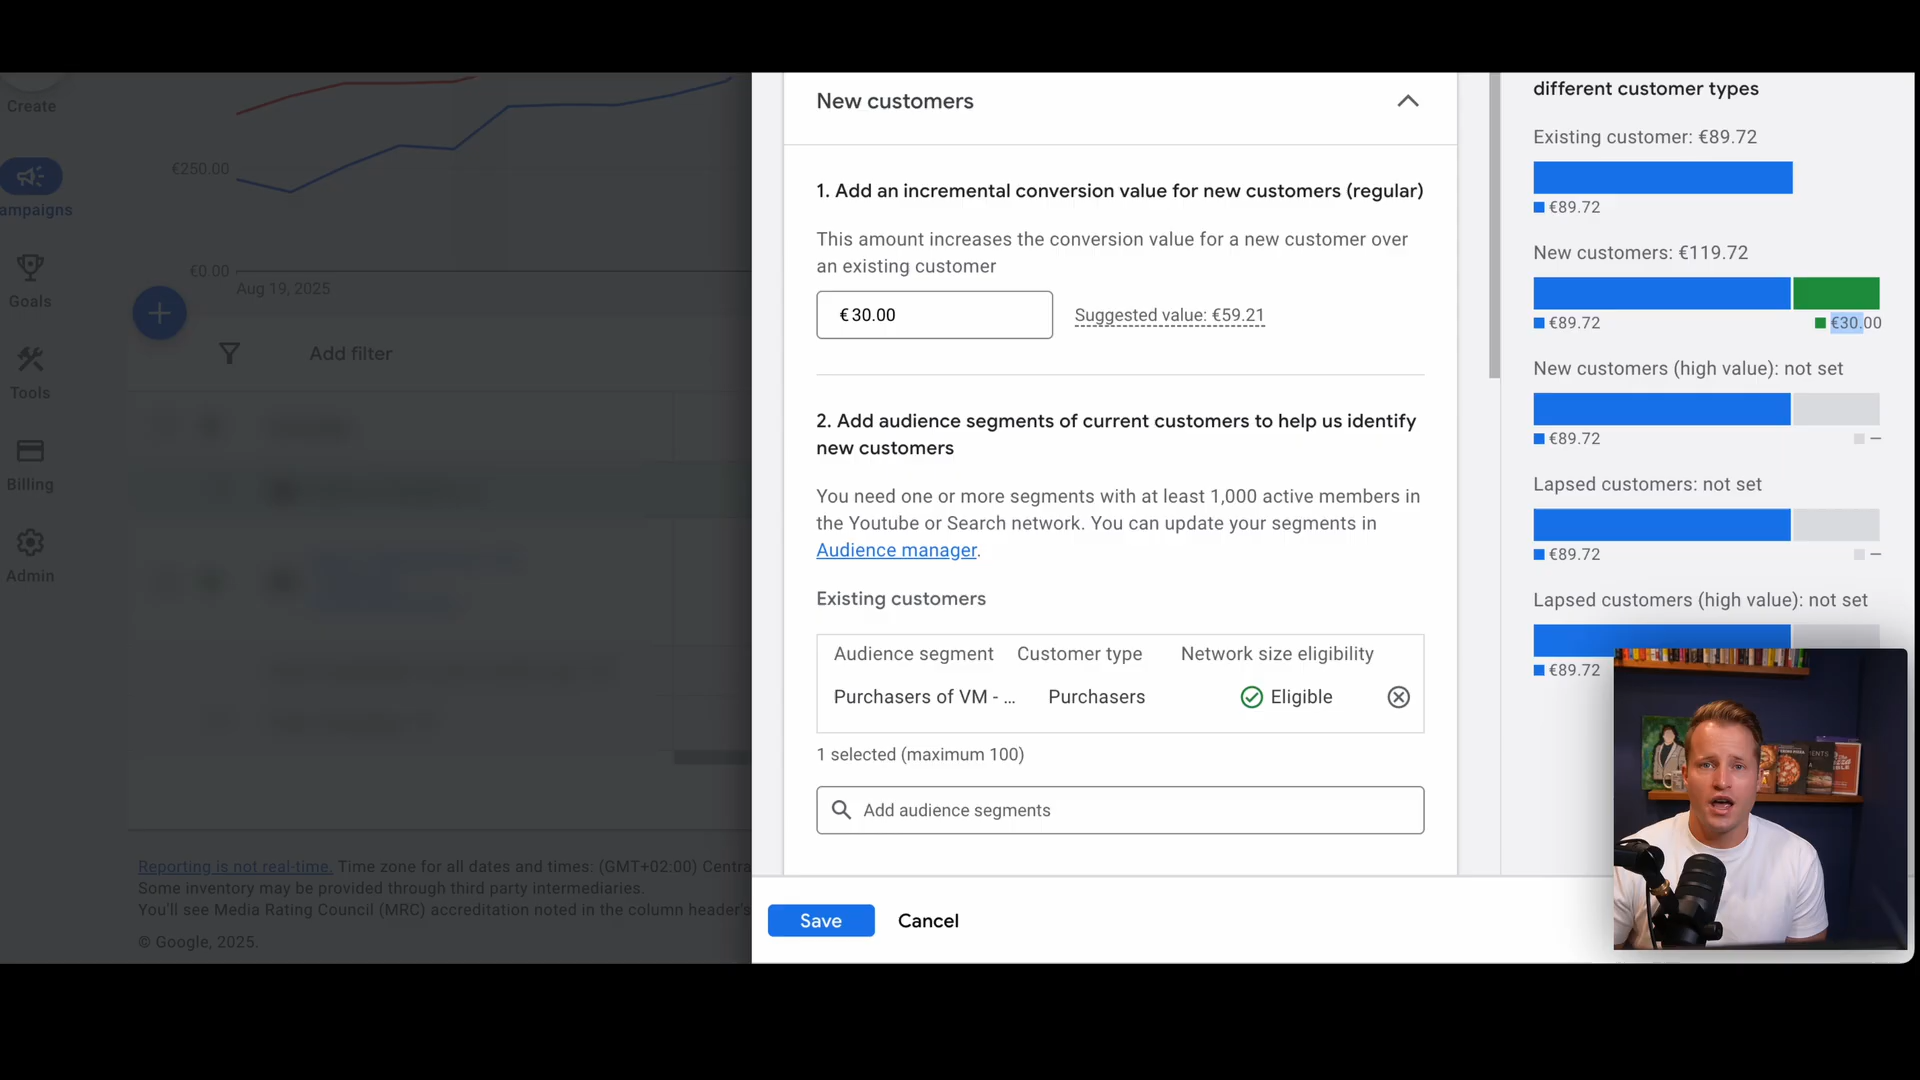 Create
ampaigns
Goals
Tools
Billing
Admin
€250.00
€0.00
Aug 19, 2025
Add filter
Reporting is not real-time. Time zone for all dates and times: (GMT+02:00) Centra
Some inventory may be provided through third party intermediaries.
You'll see Media Rating Council (MRC) accreditation noted in the column header's
© Google, 2025.
New customers
1. Add an incremental conversion value for new customers (regular)
This amount increases the conversion value for a new customer over
an existing customer
€30.00
Suggested value: €59.21
2. Add audience segments of current customers to help us identify
new customers
You need one or more segments with at least 1,000 active members in
the Youtube or Search network. You can update your segments in
Audience manager.
Existing customers
Audience segment Customer type Network size eligibility
Purchasers of VM - ... Purchasers Eligible
1 selected (maximum 100)
Add audience segments
Save Cancel
different customer types
Existing customer: €89.72
€89.72
New customers: €119.72
€89.72 €30.00
New customers (high value): not set
€89.72 –
Lapsed customers: not set
€89.72 –
Lapsed customers (high value): not set
€89.72